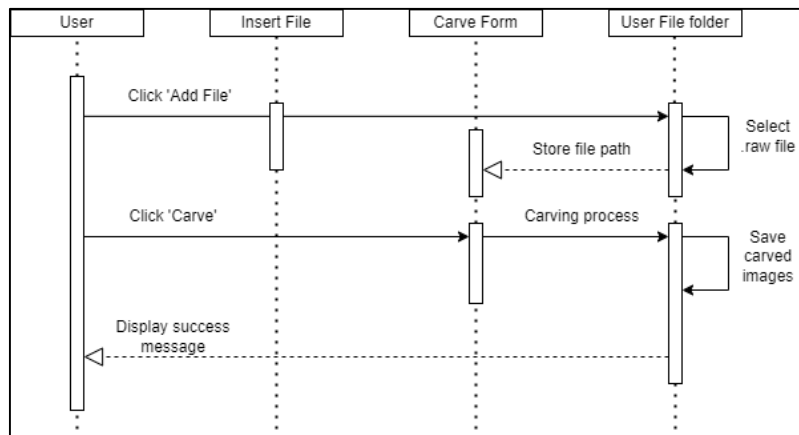 User
Insert File
Carve Form
User File folder
Click 'Add File'
Select
.raw file
Store file path
Click 'Carve'
Carving process
Save
carved
images
Display success
message